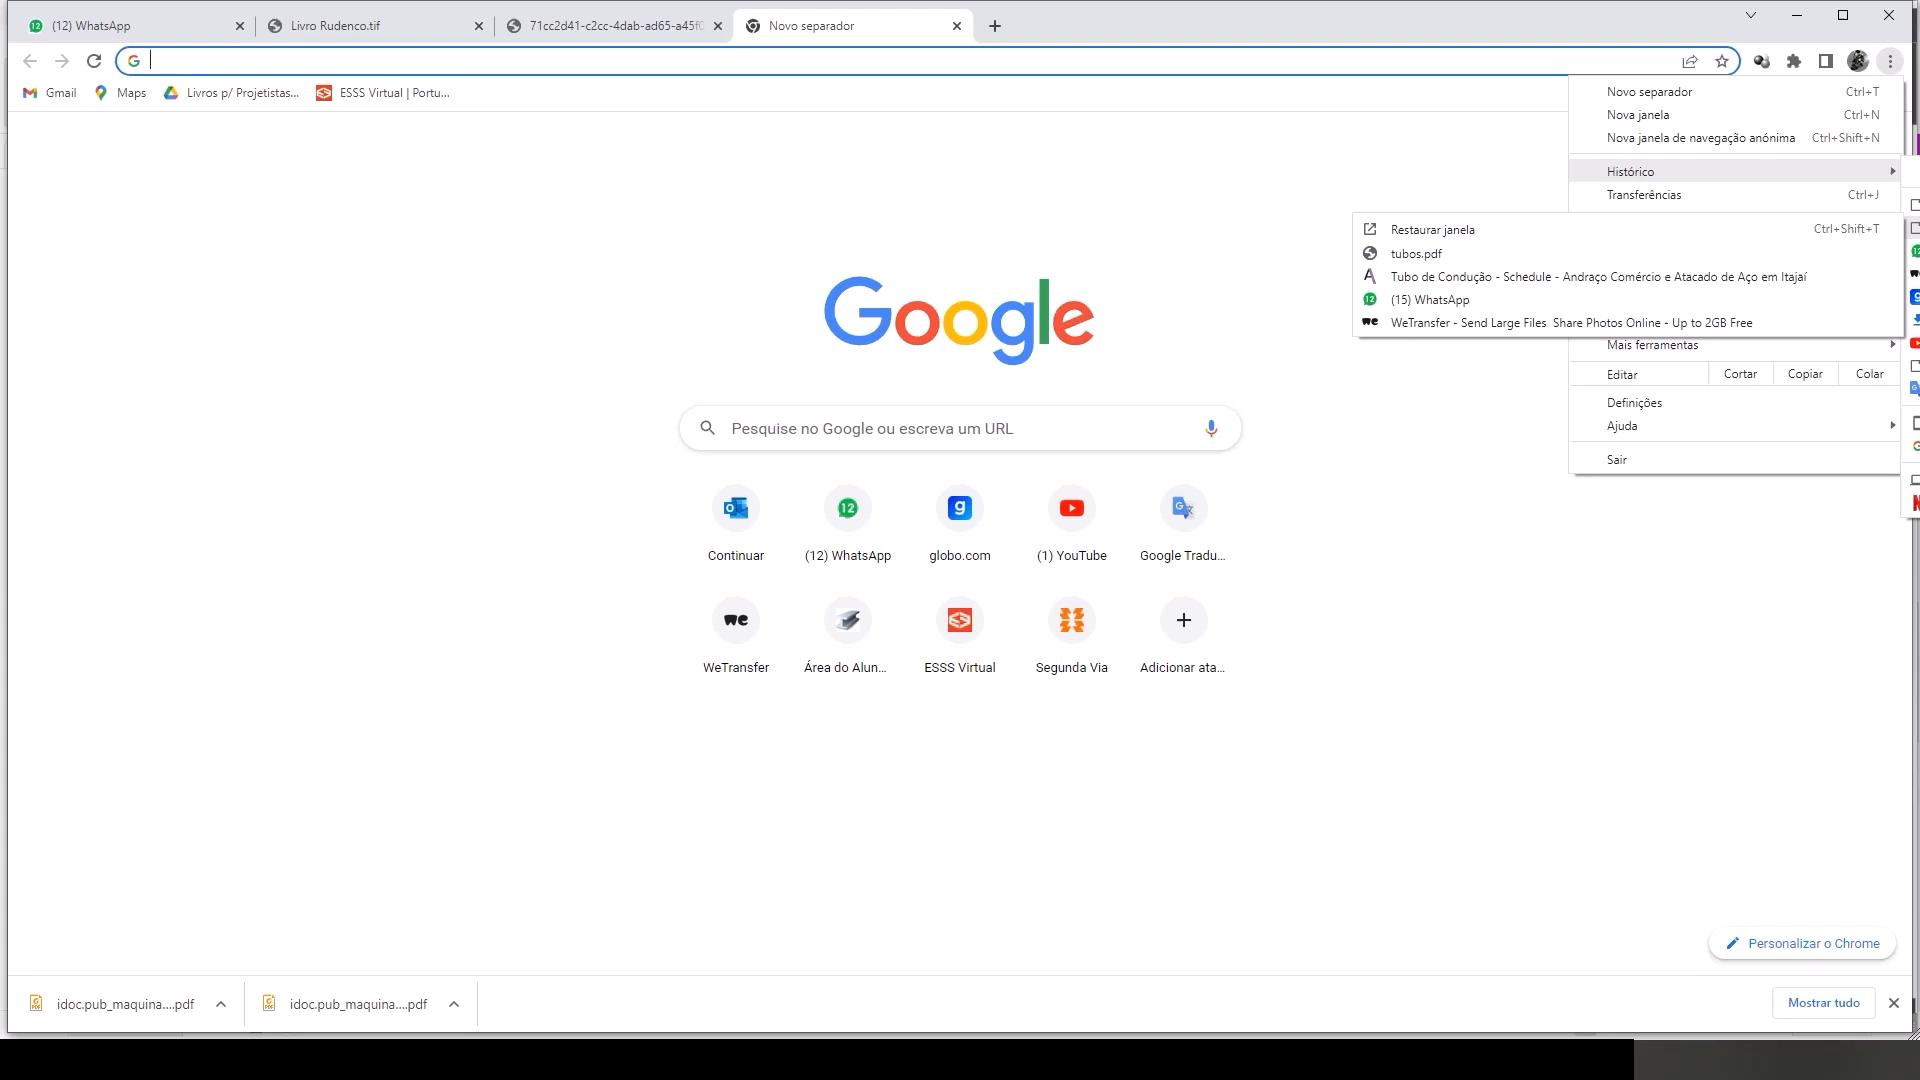 (12) WhatsApp
Livro Rudenco.tif
71cc2d41-c2cc-4dab-ad65-a45f0
Novo separador
Gmail
Maps
Livros p/ Projetistas...
ESSS Virtual | Portu...
Novo separador Ctrl+T
Nova janela Ctrl+N
Nova janela de navegação anónima Ctrl+Shift+N
Histórico
Transferências Ctrl+J
Restaurar janela Ctrl+Shift+T
tubos.pdf
Tubo de Condução - Schedule - Andraço Comércio e Atacado de Aço em Itajaí
(15) WhatsApp
WeTransfer - Send Large Files Share Photos Online - Up to 2GB Free
Mais ferramentas
Editar Cortar Copiar Colar
Definições
Ajuda
Sair
Google
Pesquise no Google ou escreva um URL
Continuar
(12) WhatsApp
globo.com
(1) YouTube
Google Tradu...
WeTransfer
Área do Alun...
ESSS Virtual
Segunda Via
Adicionar ata...
Personalizar o Chrome
idoc.pub_maquina....pdf
idoc.pub_maquina....pdf
Mostrar tudo